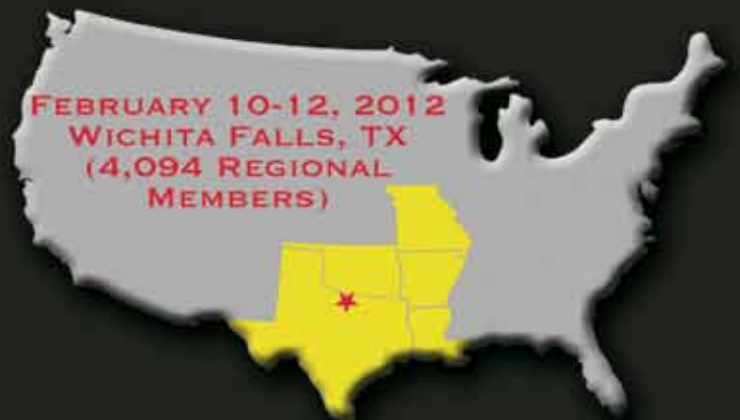 FEBRUARY 10-12, 2012
WICHITA FALLS, TX
(4,094 REGIONAL
MEMBERS)